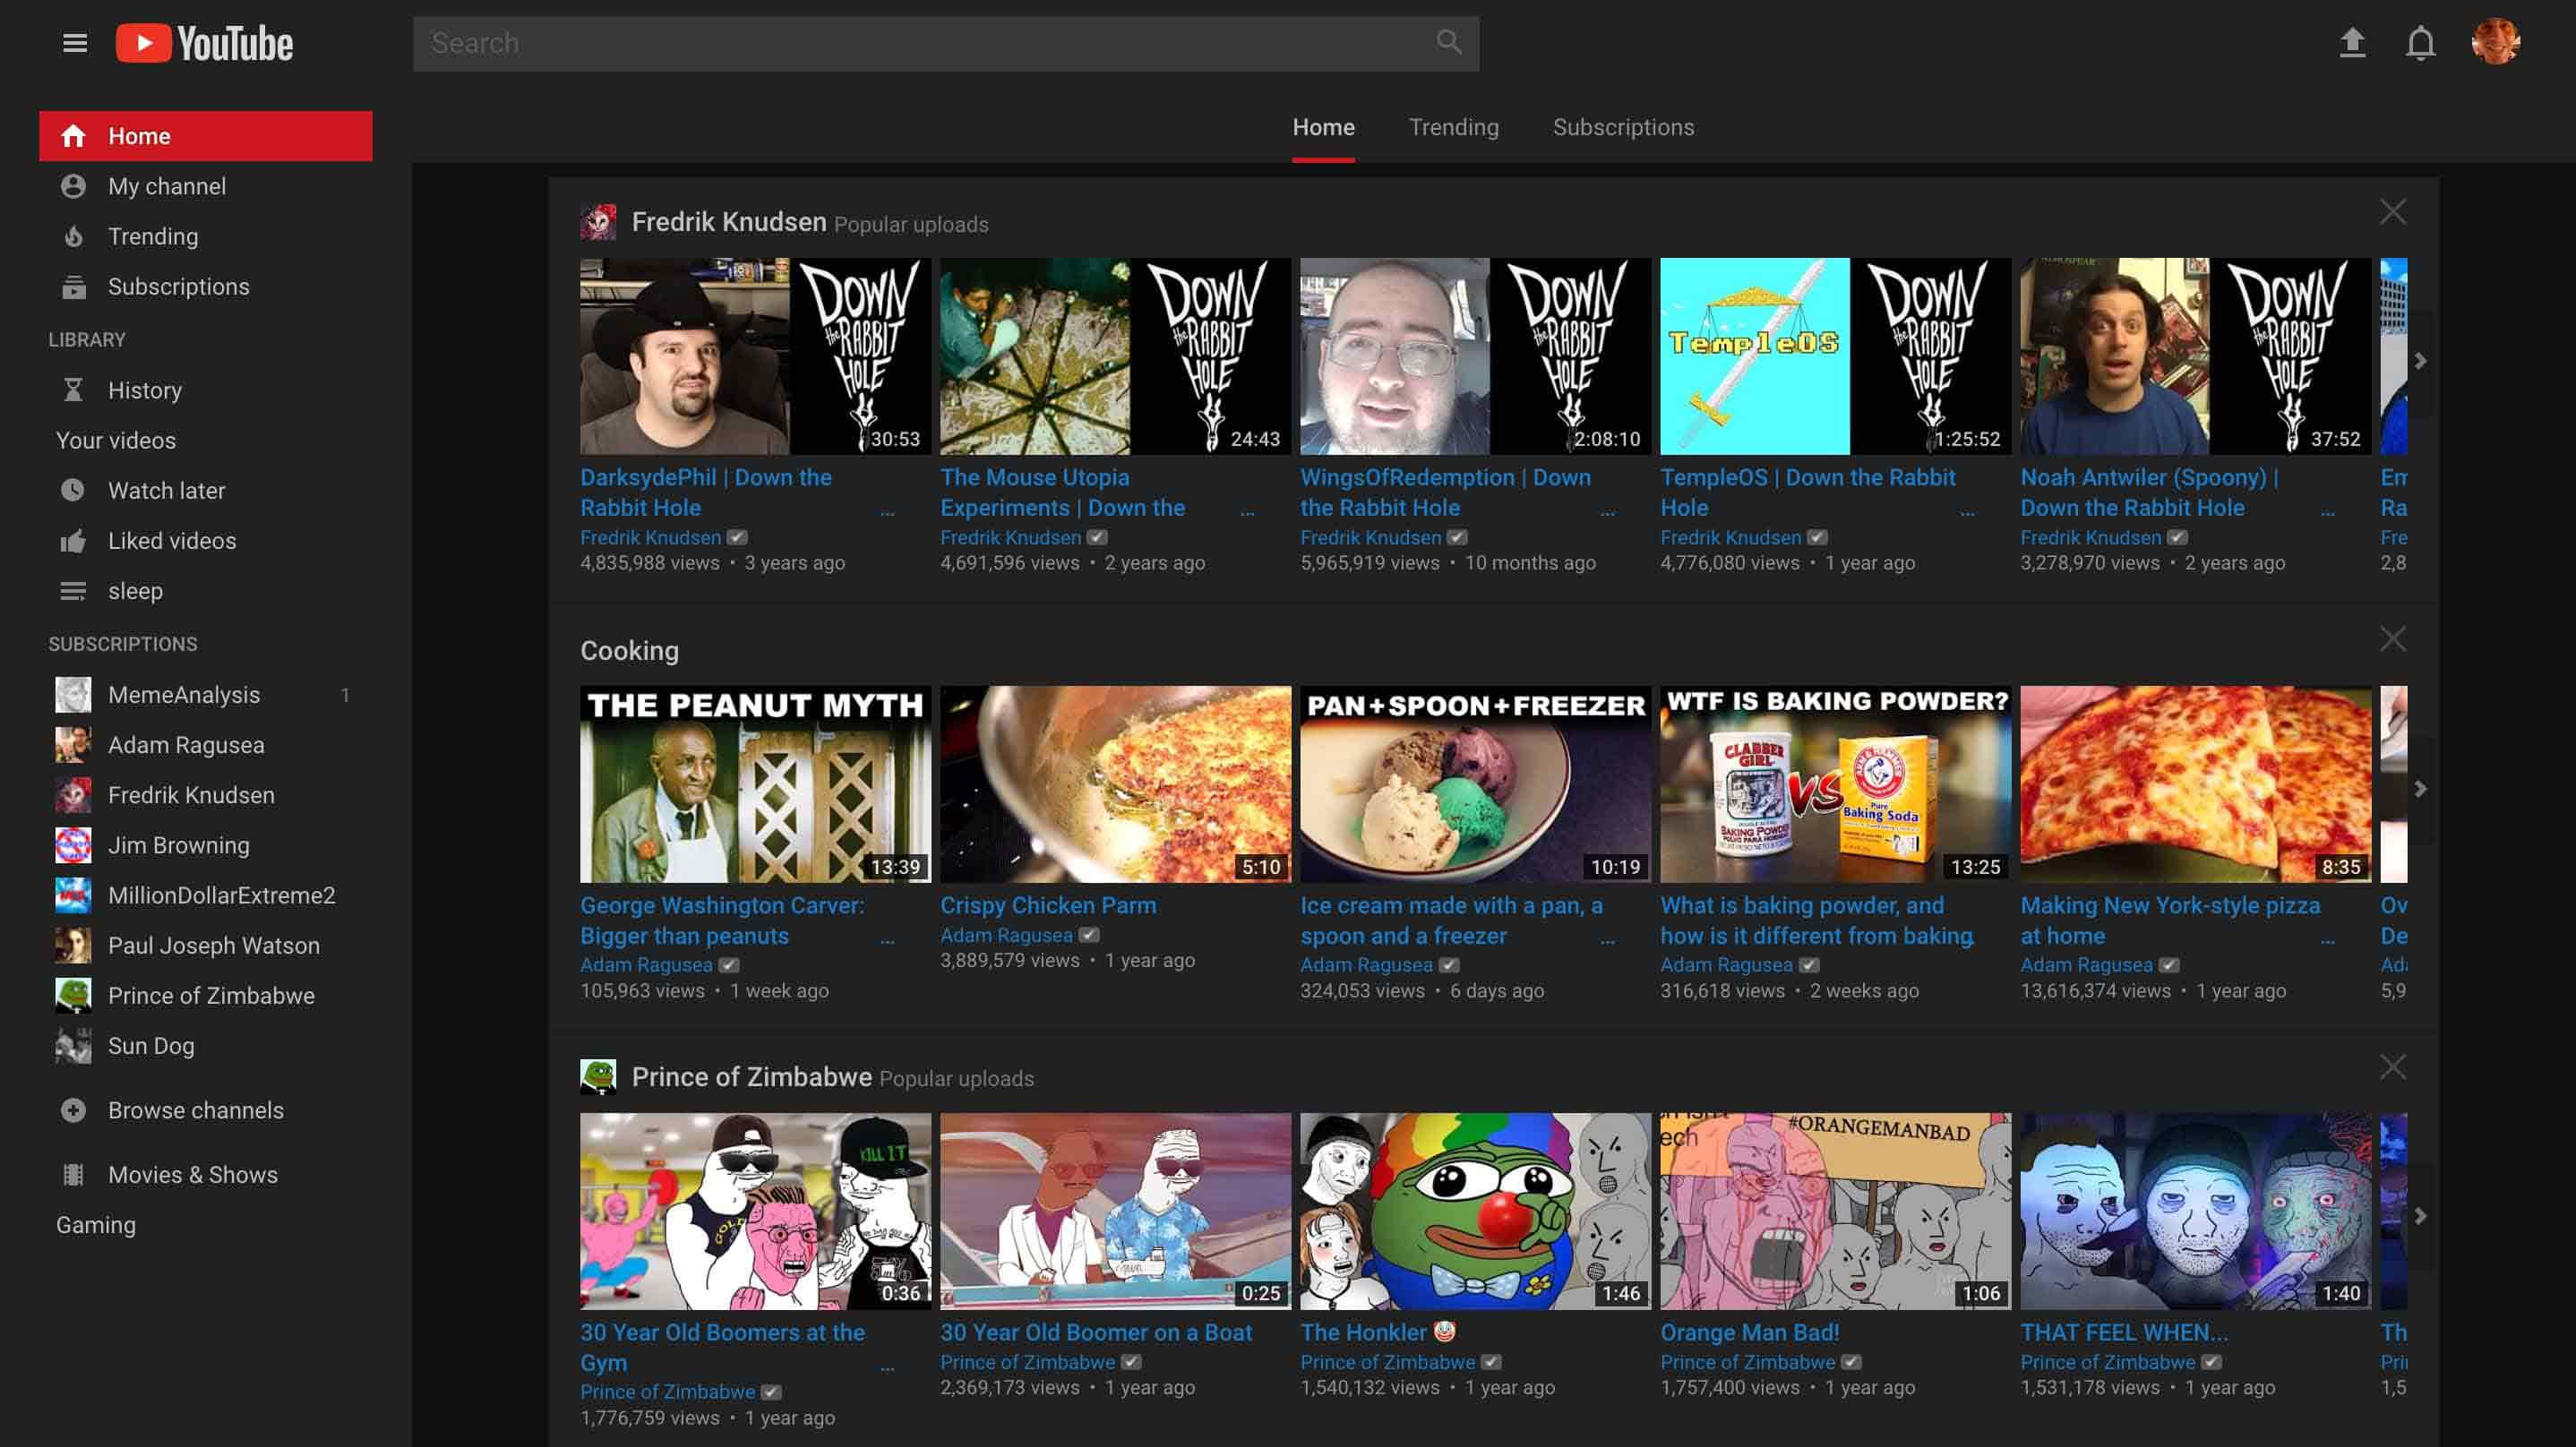 YouTube
Search
Home
Trending
Subscriptions
Home
My channel
Trending
Subscriptions
LIBRARY
History
Your videos
Watch later
Liked videos
sleep
SUBSCRIPTIONS
MemeAnalysis 1
Adam Ragusea
Fredrik Knudsen
Jim Browning
MillionDollarExtreme2
Paul Joseph Watson
Prince of Zimbabwe
Sun Dog
Browse channels
Movies & Shows
Gaming
Fredrik Knudsen Popular uploads
DOWN
the RABBIT
HOLE
30:53
DarksydePhil | Down the
Rabbit Hole ...
Fredrik Knudsen
4,835,988 views • 3 years ago
DOWN
the RABBIT
HOLE
24:43
The Mouse Utopia
Experiments | Down the ...
Fredrik Knudsen
4,691,596 views • 2 years ago
DOWN
the RABBIT
HOLE
2:08:10
WingsOfRedemption | Down
the Rabbit Hole ...
Fredrik Knudsen
5,965,919 views • 10 months ago
TempleOS
DOWN
the RABBIT
HOLE
1:25:52
TempleOS | Down the Rabbit
Hole ...
Fredrik Knudsen
4,776,080 views • 1 year ago
DOWN
the RABBIT
HOLE
37:52
Noah Antwiler (Spoony) |
Down the Rabbit Hole ...
Fredrik Knudsen
3,278,970 views • 2 years ago
Em
Ra
Fre
2,8
Cooking
THE PEANUT MYTH
13:39
George Washington Carver:
Bigger than peanuts ...
Adam Ragusea
105,963 views • 1 week ago
5:10
Crispy Chicken Parm
Adam Ragusea
3,889,579 views • 1 year ago
PAN+SPOON+FREEZER
10:19
Ice cream made with a pan, a
spoon and a freezer ...
Adam Ragusea
324,053 views • 6 days ago
WTF IS BAKING POWDER?
CLABBER
GIRL
BAKING POWDER
VS
Pure
Baking Soda
13:25
What is baking powder, and
how is it different from baking
Adam Ragusea
316,618 views • 2 weeks ago
8:35
Making New York-style pizza
at home ...
Adam Ragusea
13,616,374 views • 1 year ago
Ov
De
Ada
5,9
Prince of Zimbabwe Popular uploads
KILL IT
GOLD
0:36
30 Year Old Boomers at the
Gym ...
Prince of Zimbabwe
1,776,759 views • 1 year ago
0:25
30 Year Old Boomer on a Boat
Prince of Zimbabwe
2,369,173 views • 1 year ago
1:46
The Honkler 🤡
Prince of Zimbabwe
1,540,132 views • 1 year ago
ech
#ORANGEMANBAD
1:06
Orange Man Bad!
Prince of Zimbabwe
1,757,400 views • 1 year ago
1:40
THAT FEEL WHEN...
Prince of Zimbabwe
1,531,178 views • 1 year ago
Th
Pri
1,5